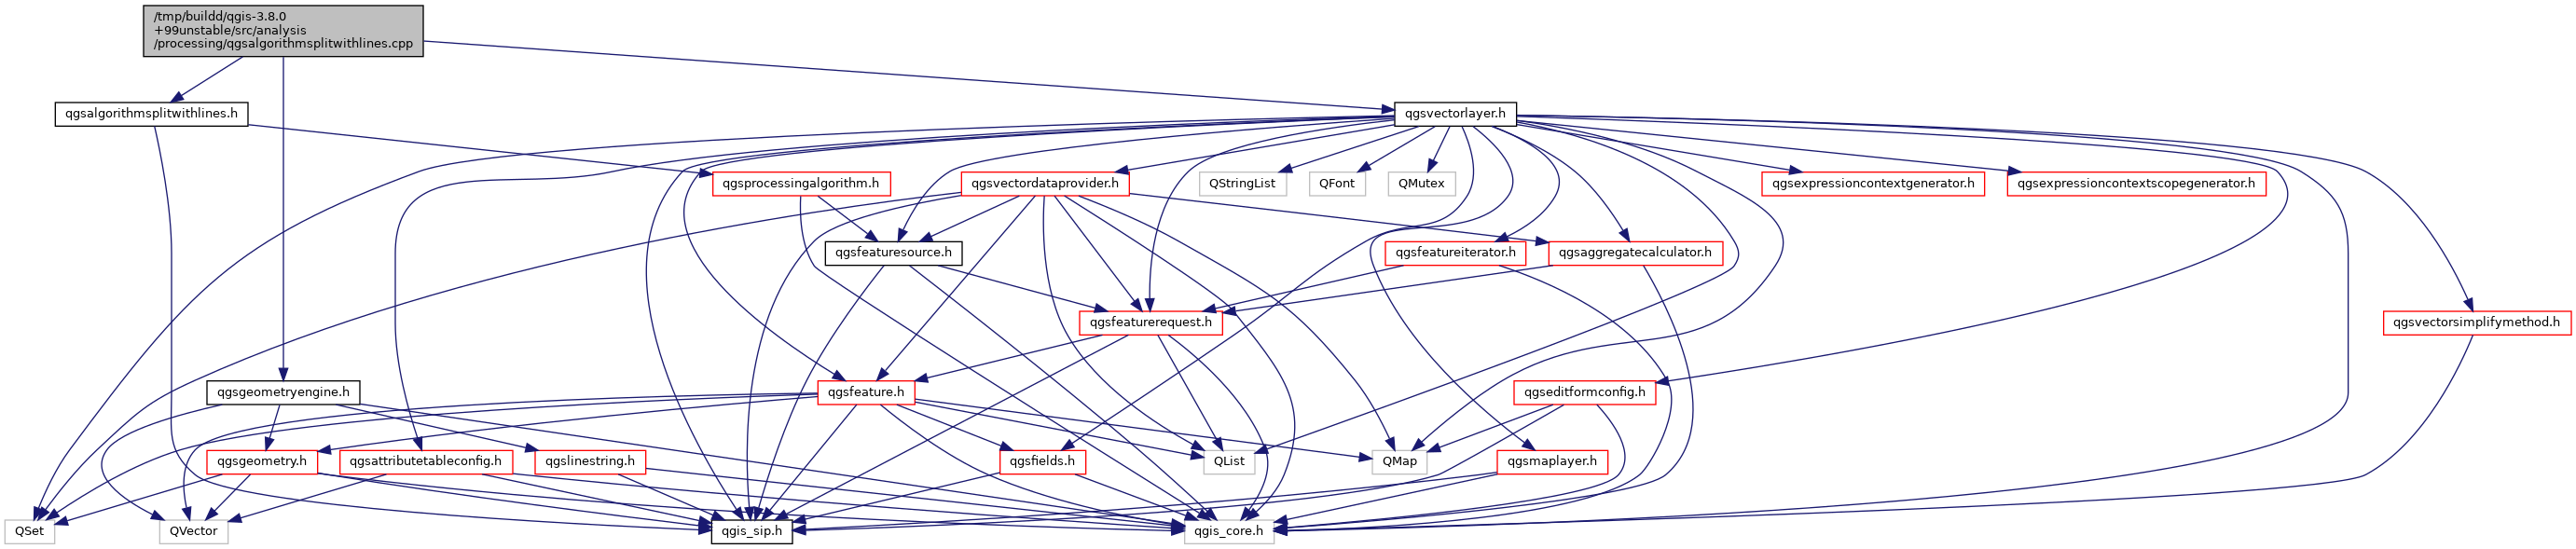 /tmp/buildd/qgis-3.8.0
+99unstable/src/analysis
/processing/qgsalgorithmsplitwithlines.cpp
qgsalgorithmsplitwithlines.h
qgsvectorlayer.h
qgsprocessingalgorithm.h
qgsvectordataprovider.h
QStringList
QFont
QMutex
qgsexpressioncontextgenerator.h
qgsexpressioncontextscopegenerator.h
qgsfeaturesource.h
qgsfeatureiterator.h
qgsaggregatecalculator.h
qgsfeaturerequest.h
qgsvectorsimplifymethod.h
qgsgeometryengine.h
qgsfeature.h
qgseditformconfig.h
qgsgeometry.h
qgsattributetableconfig.h
qgslinestring.h
qgsfields.h
QList
QMap
qgsmaplayer.h
QSet
QVector
qgis_sip.h
qgis_core.h